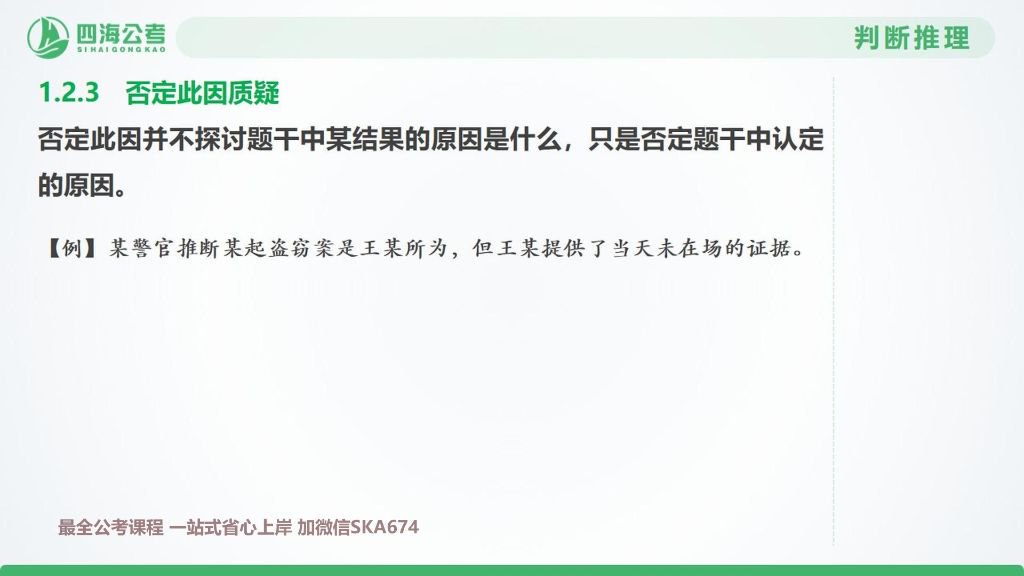 四海公考
SIHAIGONGKAO
判断推理
1.2.3 否定此因质疑
否定此因并不探讨题干中某结果的原因是什么，只是否定题干中认定
的原因。
【例】某警官推断某起盗窃案是王某所为，但王某提供了当天未在场的证据。
最全公考课程 一站式省心上岸 加微信SKA674